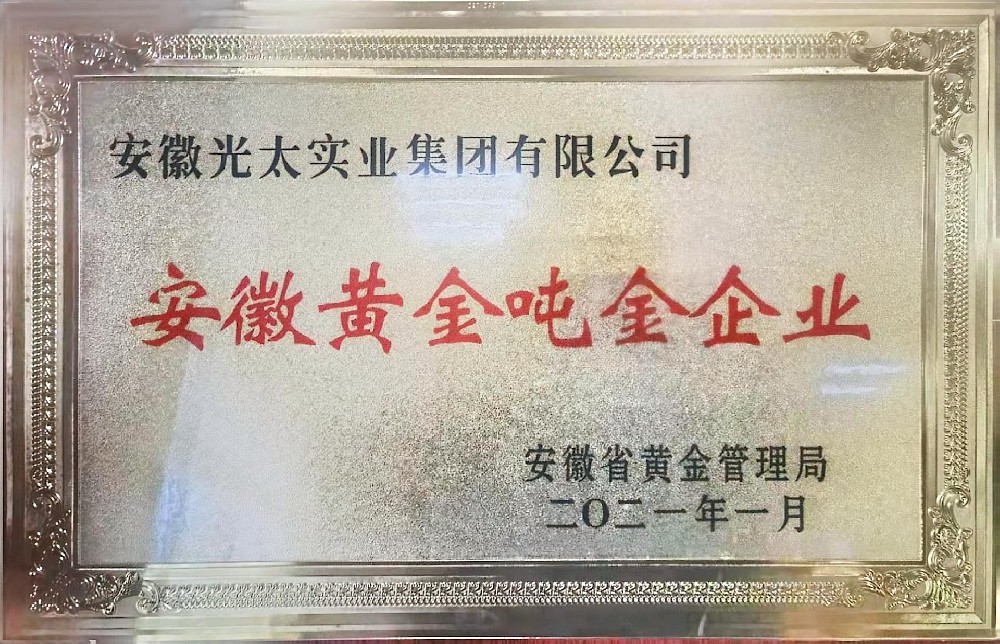 安徽光太实业集团有限公司
安徽黄金吨金企业
安徽省黄金管理局
二〇二一年一月